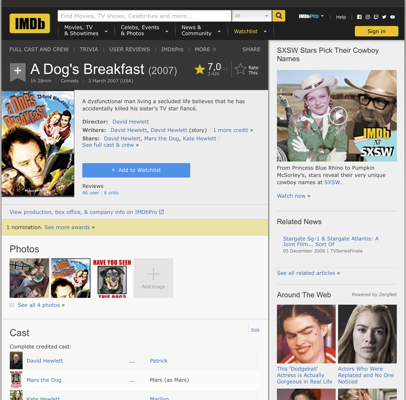 IMDb
Find Movies, TV shows, Celebrities and more...
All
IMDbPro
Help
Movies, TV
& Showtimes
Celebs, Events
& Photos
News &
Community
Watchlist
Sign in
FULL CAST AND CREW | TRIVIA | USER REVIEWS | IMDbPro | MORE
SHARE
A Dog's Breakfast (2007)
1h 28min | Comedy | 3 March 2007 (USA)
7,0
Rate
This
A dysfunctional man living a secluded life believes that he has
accidentally killed his sister's TV star fiancé.
Director: David Hewlett
Writers: David Hewlett, David Hewlett (story) | 1 more credit »
Stars: David Hewlett, Mars the Dog, Kate Hewlett |
See full cast & crew »
+ Add to Watchlist
Reviews
46 user | 6 critic
View production, box office, & company info on IMDbPro
1 nomination. See more awards »
Photos
HAVE YOU SEEN
THIS DOG?
Add Image
See all 4 photos »
Cast
Edit
Complete credited cast:
David Hewlett ... Patrick
Mars the Dog ... Mars (as Mars)
Kate Hewlett ... Marilyn
SXSW Stars Pick Their Cowboy
Names
IMDb
AT
SXSW
From Princess Blue Rhino to Pumpkin
McSorley's, stars reveal their very unique
cowboy names at SXSW.
Watch now »
Related News
Stargate Sg-1 & Stargate Atlantis: A
Joint Film... Sort Of
05 December 2006 | TVSeriesFinale
See all related articles »
Around The Web
Powered by ZergNet
This 'Dodgeball'
Actress is Actually
Gorgeous in Real Life
Actors Who
Were Replaced
and No One
Noticed